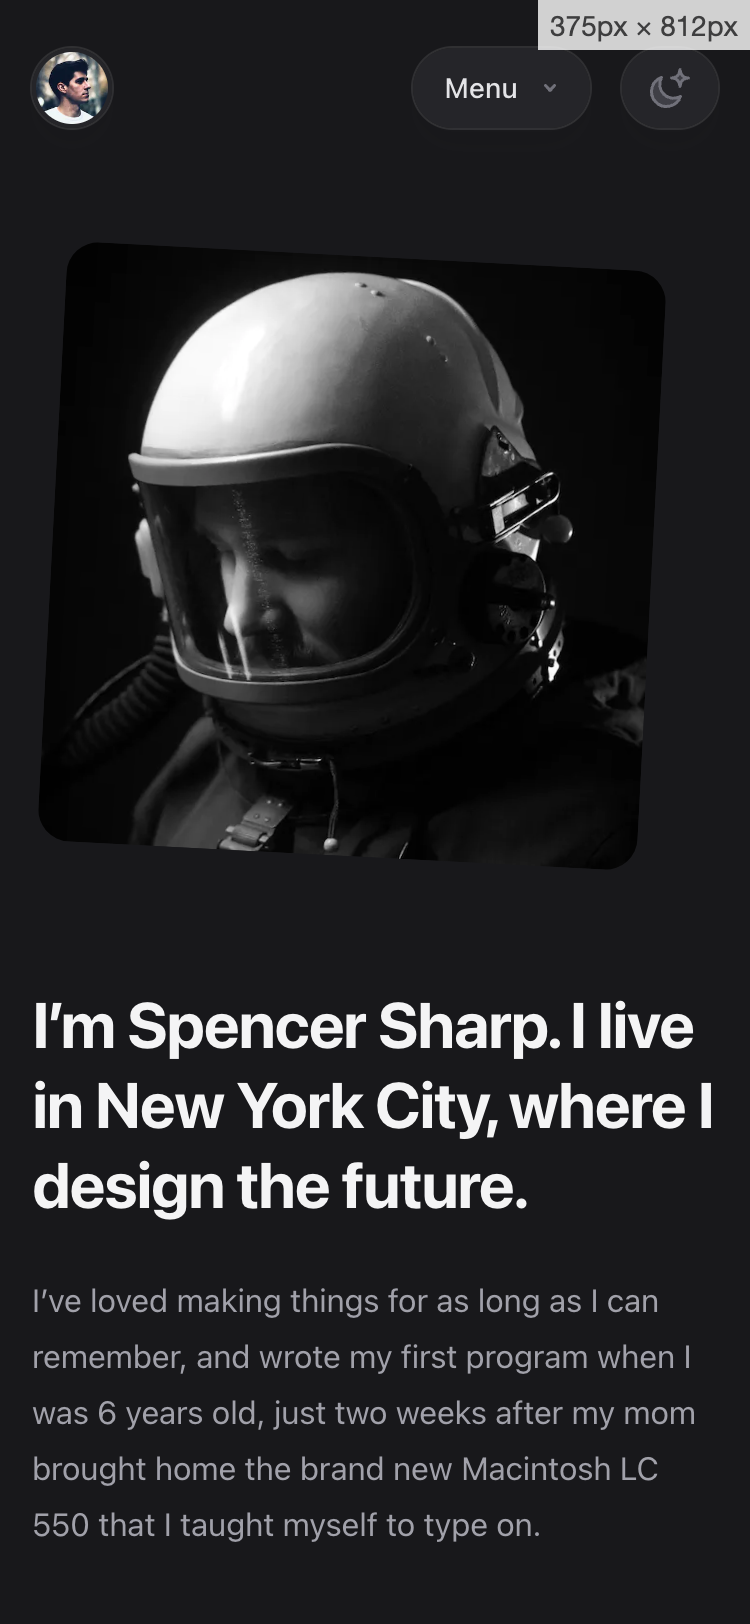 375px × 812px
Menu
I’m Spencer Sharp. I live
in New York City, where I
design the future.
I’ve loved making things for as long as I can
remember, and wrote my first program when I
was 6 years old, just two weeks after my mom
brought home the brand new Macintosh LC
550 that I taught myself to type on.